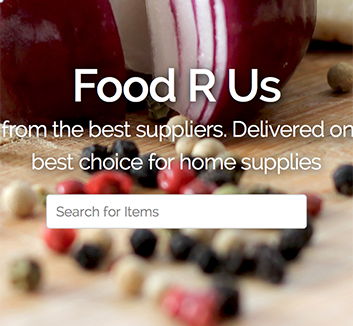 Food R Us
from the best suppliers. Delivered on
best choice for home supplies
Search for Items